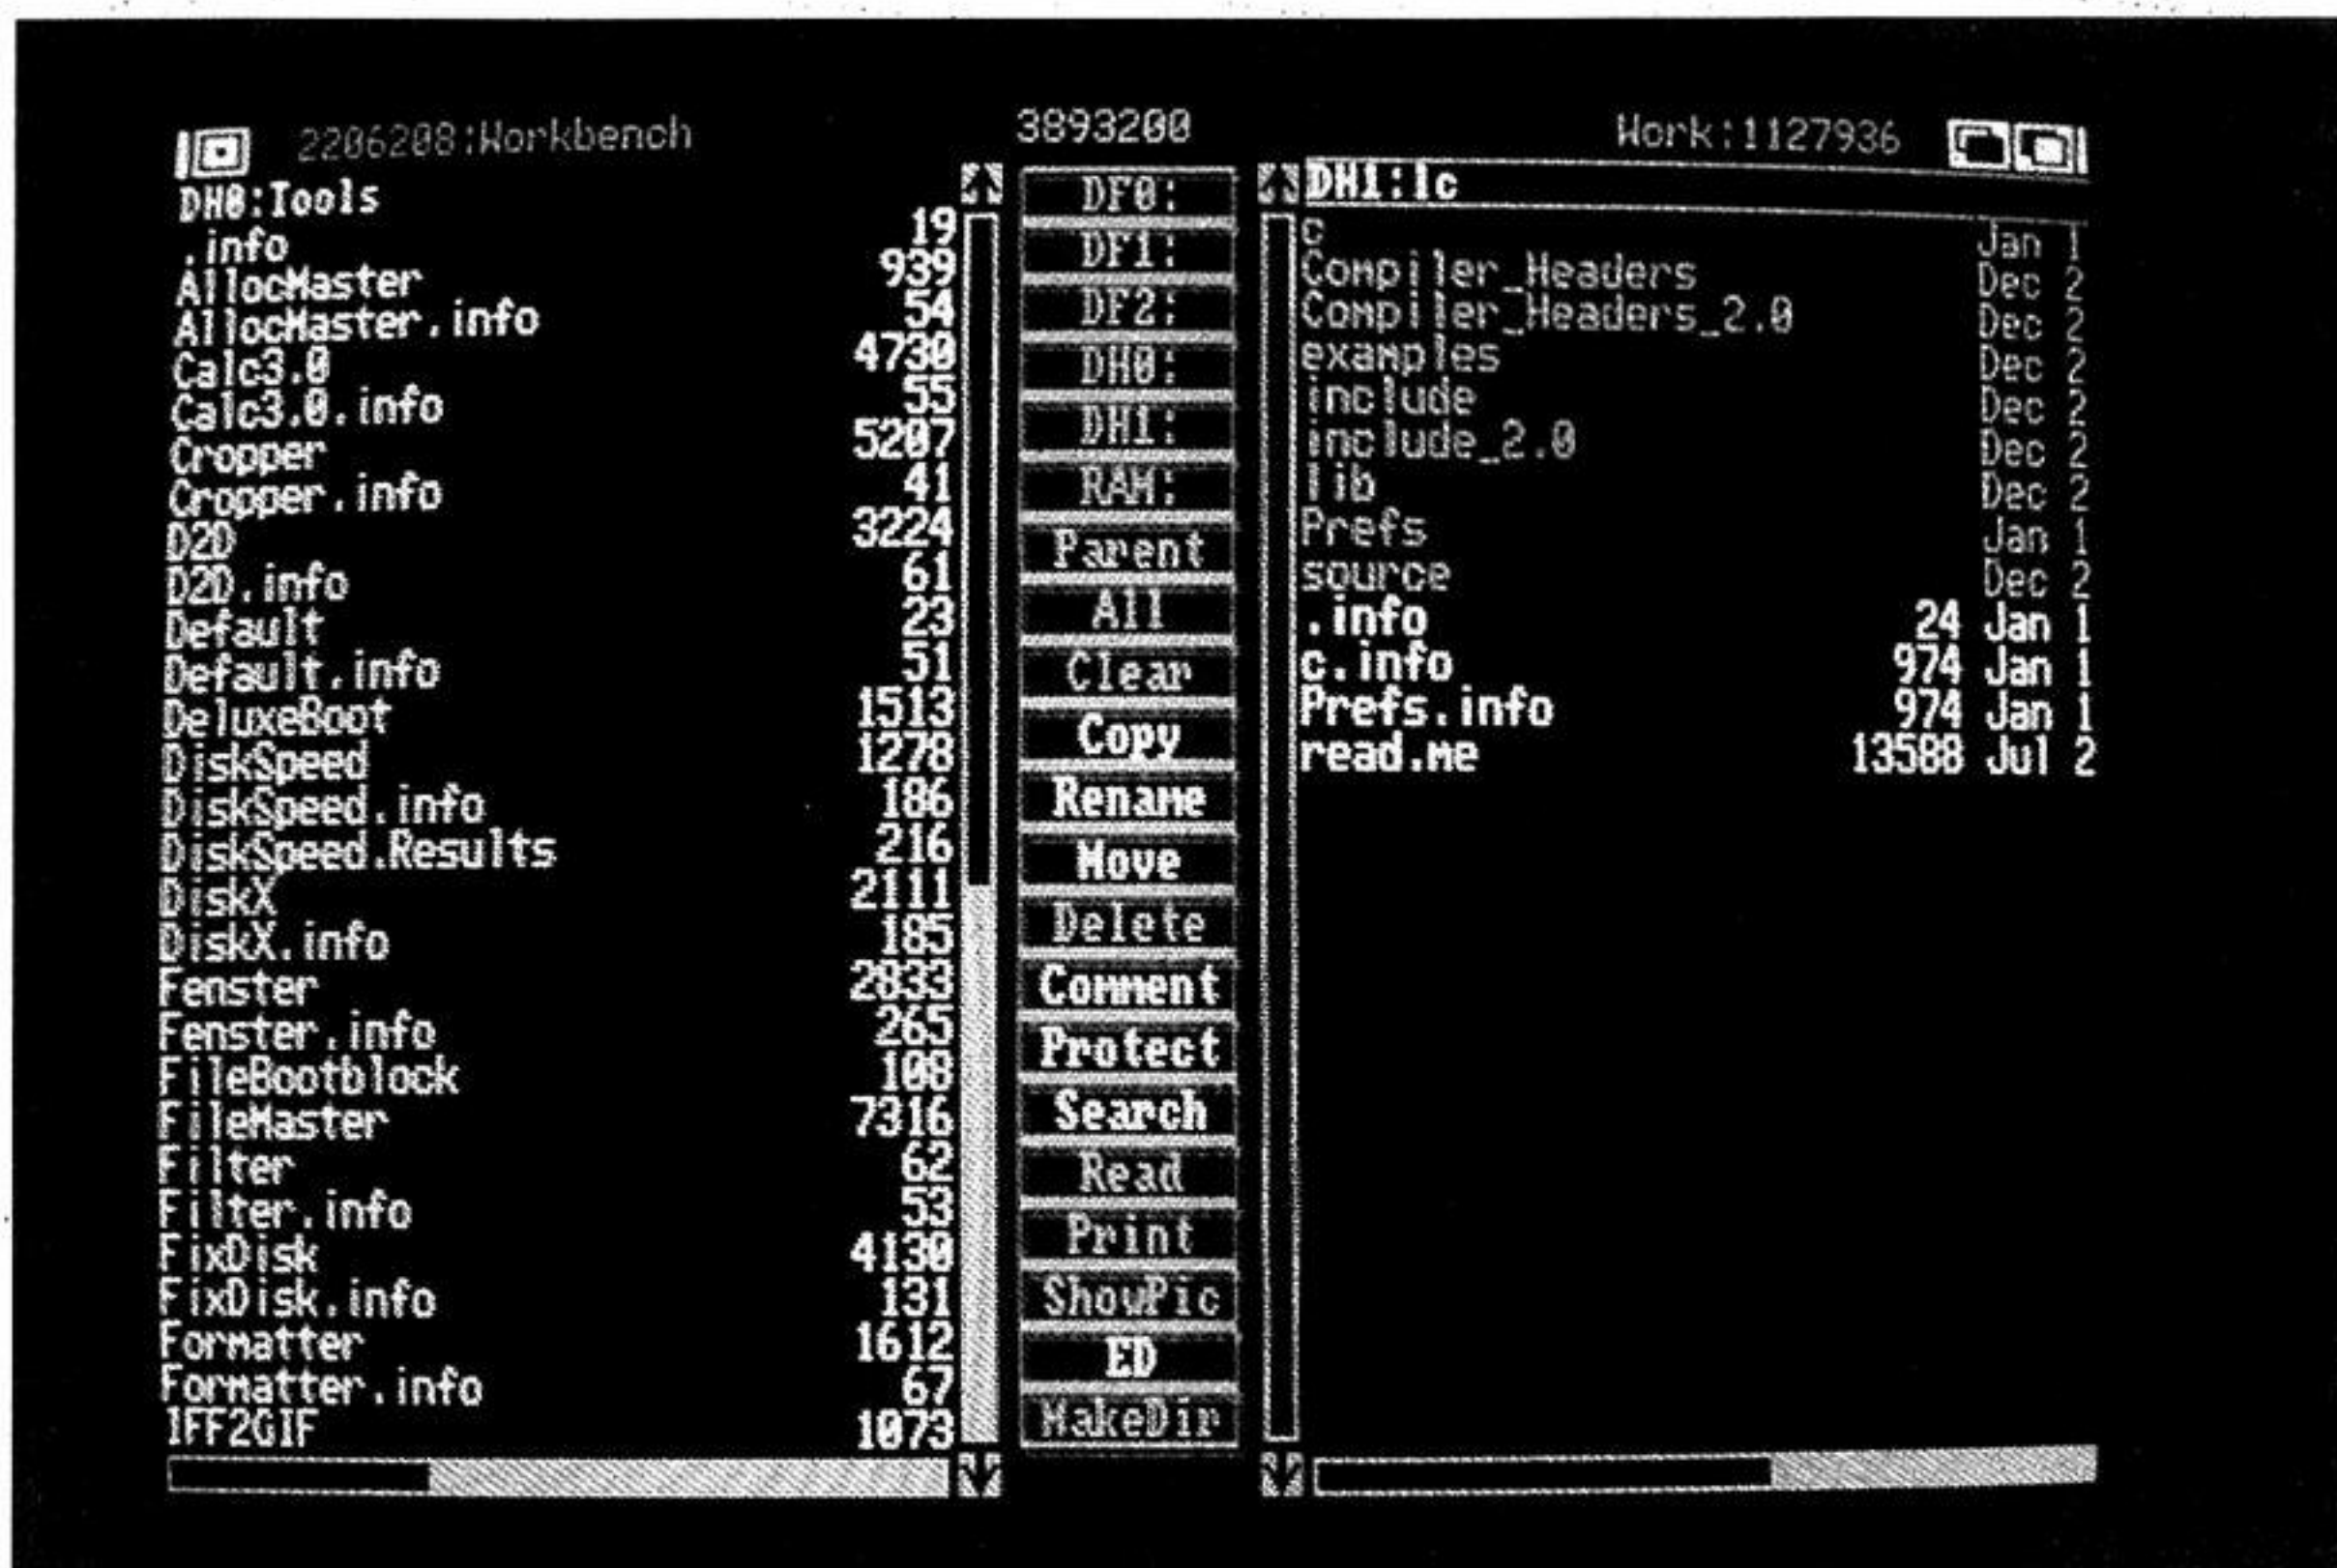 2206208:Workbench
DH0:Tools
.info 19
AllocMaster 939
AllocMaster.info 54
Calc3.0 4730
Calc3.0.info 55
Cropper 5207
Cropper.info 41
D2D 3224
D2D.info 61
Default 23
Default.info 51
DeluxeBoot 1513
DiskSpeed 1278
DiskSpeed.info 186
DiskSpeed.Results 216
DiskX 2111
DiskX.info 185
Fenster 2833
Fenster.info 265
FileBootblock 108
FileMaster 7316
Filter 62
Filter.info 53
FixDisk 4130
FixDisk.info 131
Formatter 1612
Formatter.info 67
IFF2GIF 1073
3893200
DF0:
DF1:
DF2:
DH0:
DH1:
RAM:
Parent
All
Clear
Copy
Rename
Move
Delete
Comment
Protect
Search
Read
Print
ShowPic
ED
MakeDir
Work:1127936
DH1:lc
c Jan 1
Compiler_Headers Dec 2
Compiler_Headers_2.0 Dec 2
examples Dec 2
include Dec 2
include_2.0 Dec 2
lib Dec 2
Prefs Jan 1
source Dec 2
.info 24 Jan 1
c.info 974 Jan 1
Prefs.info 974 Jan 1
read.me 13588 Jul 2